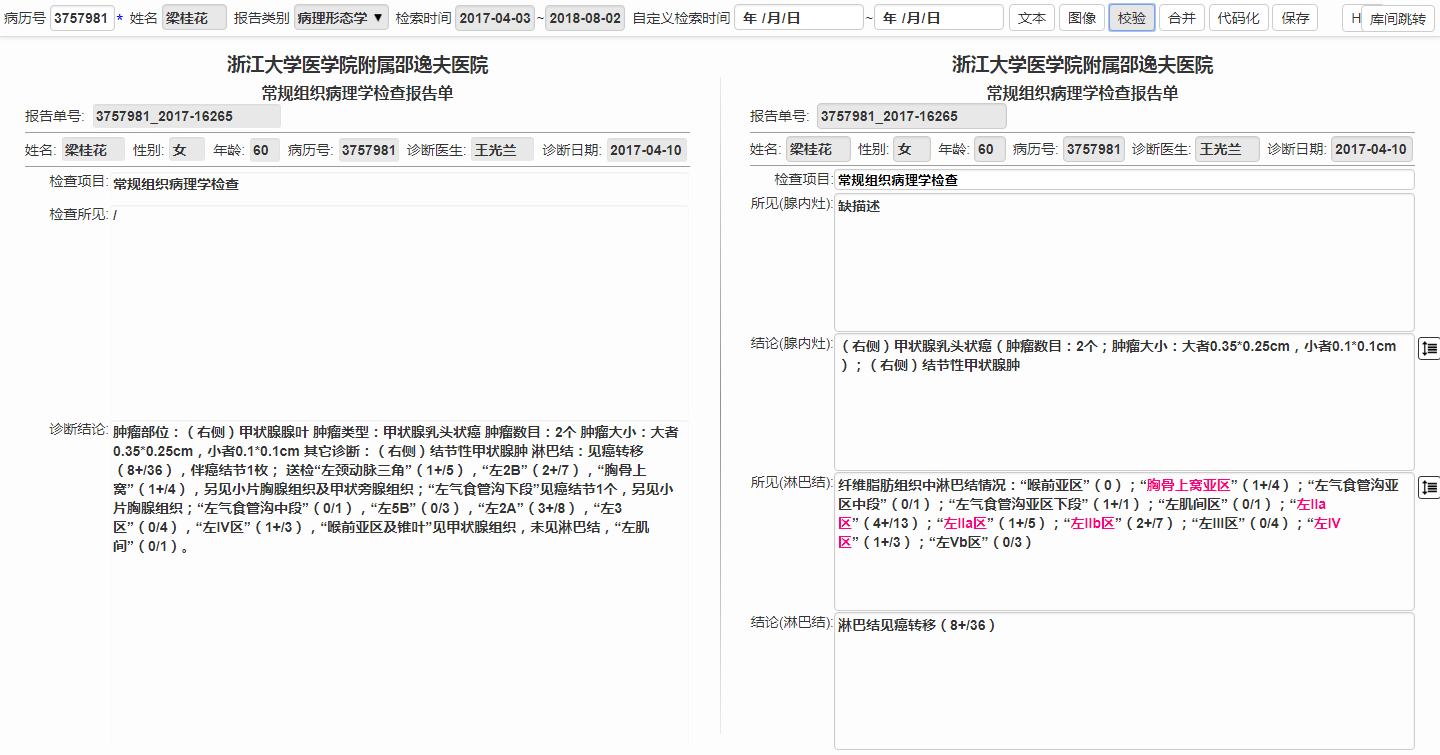 病历号 3757981 * 姓名 梁桂花 报告类别 病理形态学 ▼ 检索时间 2017-04-03 ~ 2018-08-02 自定义检索时间 年 /月/日 ~ 年 /月/日 文本 图像 校验 合并 代码化 保存 H 库间跳转
浙江大学医学院附属邵逸夫医院
常规组织病理学检查报告单
报告单号: 3757981_2017-16265
姓名: 梁桂花 性别: 女 年龄: 60 病历号: 3757981 诊断医生: 王光兰 诊断日期: 2017-04-10
检查项目: 常规组织病理学检查
检查所见: /
诊断结论: 肿瘤部位：（右侧）甲状腺腺叶 肿瘤类型：甲状腺乳头状癌 肿瘤数目：2个 肿瘤大小：大者
0.35*0.25cm，小者0.1*0.1cm 其它诊断：（右侧）结节性甲状腺肿 淋巴结：见癌转移
（8+/36），伴癌结节1枚； 送检“左颈动脉三角”（1+/5），“左2B”（2+/7），“胸骨上
窝”（1+/4），另见小片胸腺组织及甲状旁腺组织；“左气食管沟下段”见癌结节1个，另见小
片胸腺组织；“左气食管沟中段”（0/1），“左5B”（0/3），“左2A”（3+/8），“左3
区”（0/4），“左IV区”（1+/3），“喉前亚区及锥叶”见甲状腺组织，未见淋巴结，“左肌
间”（0/1）。
浙江大学医学院附属邵逸夫医院
常规组织病理学检查报告单
报告单号: 3757981_2017-16265
姓名: 梁桂花 性别: 女 年龄: 60 病历号: 3757981 诊断医生: 王光兰 诊断日期: 2017-04-10
检查项目: 常规组织病理学检查
所见(腺内灶): 缺描述
结论(腺内灶): （右侧）甲状腺乳头状癌（肿瘤数目：2个；肿瘤大小：大者0.35*0.25cm，小者0.1*0.1cm
）；（右侧）结节性甲状腺肿
所见(淋巴结): 纤维脂肪组织中淋巴结情况：“喉前亚区”（0）；“胸骨上窝亚区”（1+/4）；“左气食管沟亚
区中段”（0/1）；“左气食管沟亚区下段”（1+/1）；“左肌间区”（0/1）；“左IIa
区”（4+/13）；“左IIa区”（1+/5）；“左IIb区”（2+/7）；“左III区”（0/4）；“左IV
区”（1+/3）；“左Vb区”（0/3）
结论(淋巴结): 淋巴结见癌转移（8+/36）